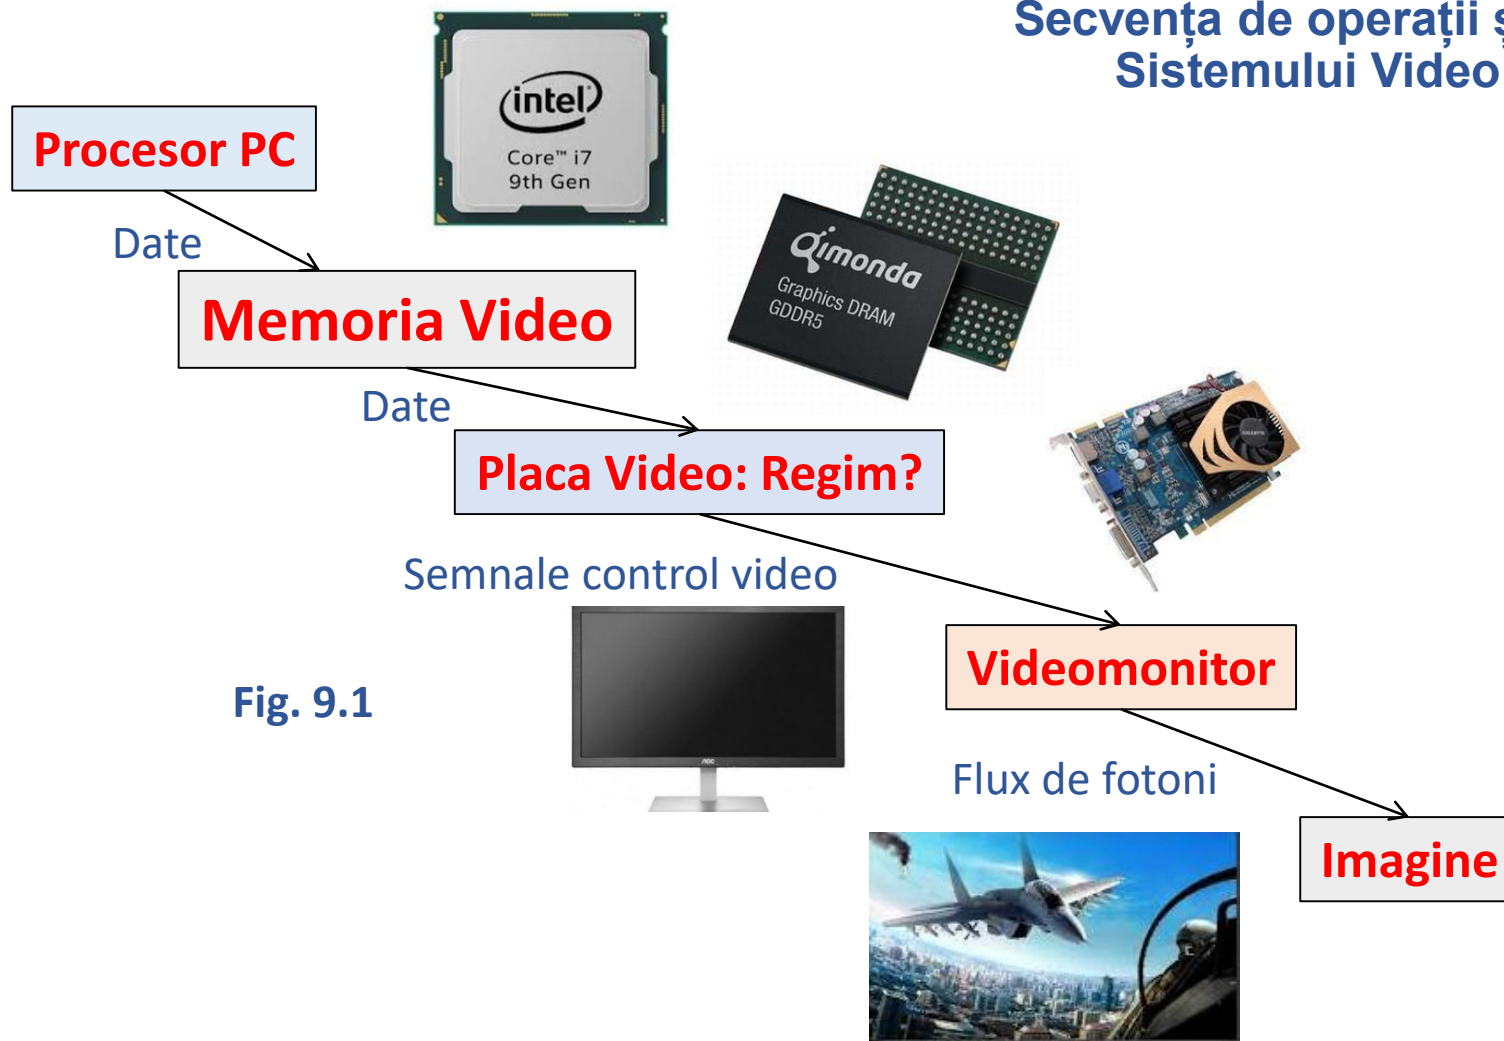 Secvența de operații ș
Sistemului Video
intel
Core™ i7
9th Gen
Procesor PC
Date
Qimonda
Graphics DRAM
GDDR5
Memoria Video
Date
Placa Video: Regim?
Semnale control video
Videomonitor
Fig. 9.1
AOC
Flux de fotoni
Imagine